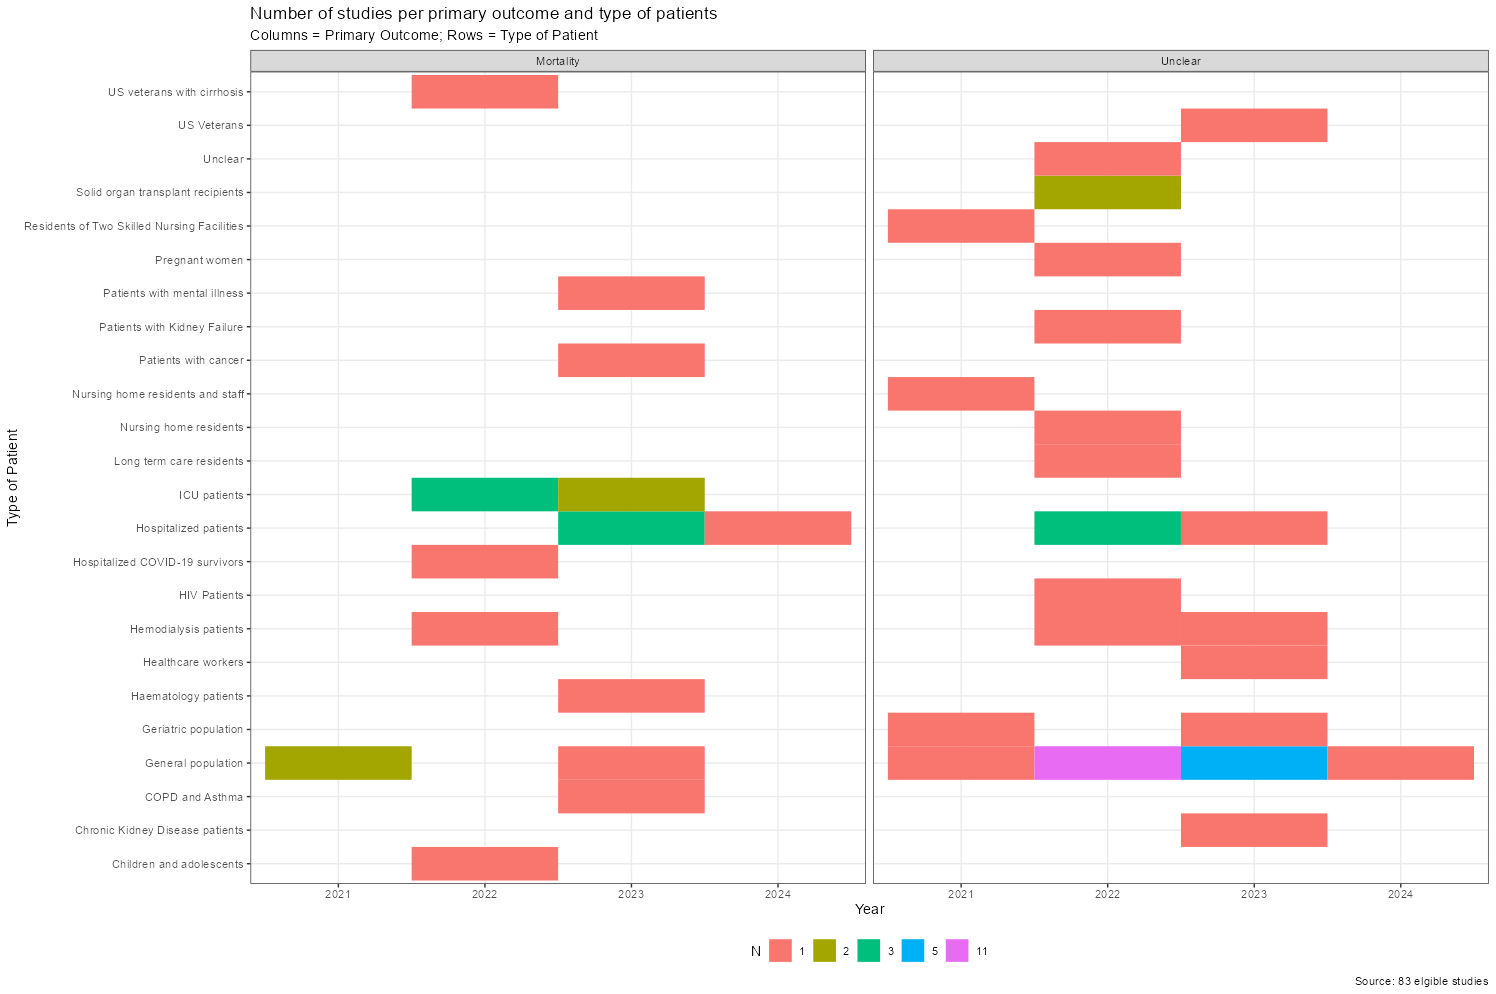 Number of studies per primary outcome and type of patients
Columns = Primary Outcome; Rows = Type of Patient
Mortality
Unclear
Type of Patient
US veterans with cirrhosis
US Veterans
Unclear
Solid organ transplant recipients
Residents of Two Skilled Nursing Facilities
Pregnant women
Patients with mental illness
Patients with Kidney Failure
Patients with cancer
Nursing home residents and staff
Nursing home residents
Long term care residents
ICU patients
Hospitalized patients
Hospitalized COVID-19 survivors
HIV Patients
Hemodialysis patients
Healthcare workers
Haematology patients
Geriatric population
General population
COPD and Asthma
Chronic Kidney Disease patients
Children and adolescents
2021 2022 2023 2024
2021 2022 2023 2024
Year
N 1 2 3 5 11
Source: 83 elgible studies